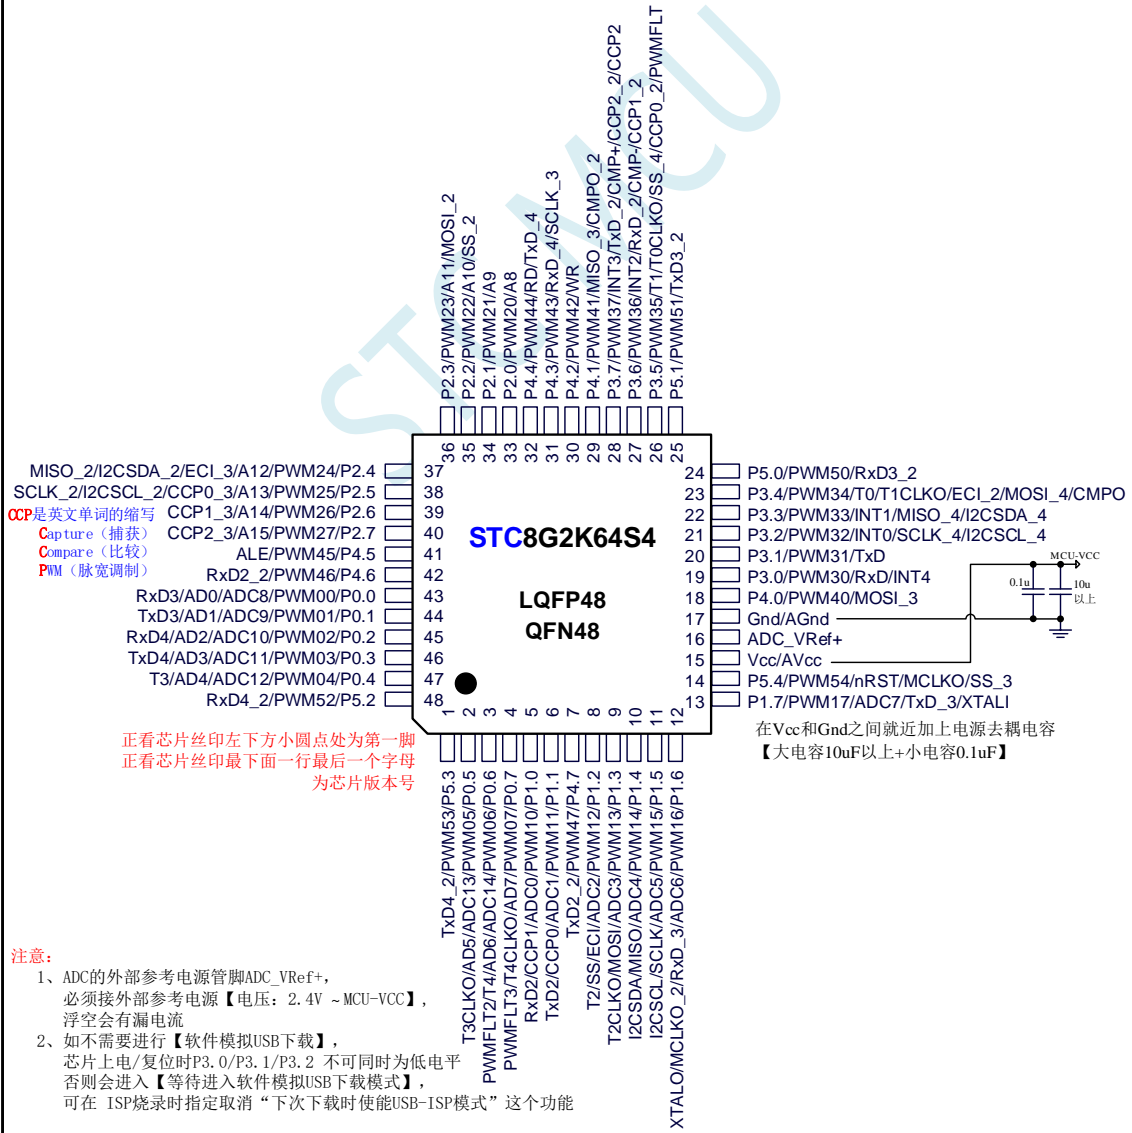 STCMCU
P2.3/PWM23/A11/MOSI_2
P2.2/PWM22/A10/SS_2
P2.1/PWM21/A9
P2.0/PWM20/A8
P4.4/PWM44/RD/TxD_4
P4.3/PWM43/RxD_4/SCLK_3
P4.2/PWM42/WR
P4.1/PWM41/MISO_3/CMPO_2
P3.7/PWM37/INT3/TxD_2/CMP+/CCP2_2/CCP2
P3.6/PWM36/INT2/RxD_2/CMP-/CCP1_2
P3.5/PWM35/T1/T0CLKO/SS_4/CCP0_2/PWMFLT
P5.1/PWM51/TxD3_2
36 35 34 33 32 31 30 29 28 27 26 25
MISO_2/I2CSDA_2/ECI_3/A12/PWM24/P2.4 37
SCLK_2/I2CSCL_2/CCP0_3/A13/PWM25/P2.5 38
CCP1_3/A14/PWM26/P2.6 39
CCP2_3/A15/PWM27/P2.7 40
ALE/PWM45/P4.5 41
RxD2_2/PWM46/P4.6 42
RxD3/AD0/ADC8/PWM00/P0.0 43
TxD3/AD1/ADC9/PWM01/P0.1 44
RxD4/AD2/ADC10/PWM02/P0.2 45
TxD4/AD3/ADC11/PWM03/P0.3 46
T3/AD4/ADC12/PWM04/P0.4 47
RxD4_2/PWM52/P5.2 48
CCP是英文单词的缩写
Capture（捕获）
Compare（比较）
PWM（脉宽调制）
STC8G2K64S4
LQFP48
QFN48
24 P5.0/PWM50/RxD3_2
23 P3.4/PWM34/T0/T1CLKO/ECI_2/MOSI_4/CMPO
22 P3.3/PWM33/INT1/MISO_4/I2CSDA_4
21 P3.2/PWM32/INT0/SCLK_4/I2CSCL_4
20 P3.1/PWM31/TxD
19 P3.0/PWM30/RxD/INT4
18 P4.0/PWM40/MOSI_3
17 Gnd/AGnd
16 ADC_VRef+
15 Vcc/AVcc
14 P5.4/PWM54/nRST/MCLKO/SS_3
13 P1.7/PWM17/ADC7/TxD_3/XTALI
MCU-VCC
0.1u
10u
以上
在Vcc和Gnd之间就近加上电源去耦电容
【大电容10uF以上+小电容0.1uF】
正看芯片丝印左下方小圆点处为第一脚
正看芯片丝印最下面一行最后一个字母
为芯片版本号
1 2 3 4 5 6 7 8 9 10 11 12
TxD4_2/PWM53/P5.3
T3CLKO/AD5/ADC13/PWM05/P0.5
PWMFLT2/T4/AD6/ADC14/PWM06/P0.6
PWMFLT3/T4CLKO/AD7/PWM07/P0.7
RxD2/CCP1/ADC0/PWM10/P1.0
TxD2/CCP0/ADC1/PWM11/P1.1
TxD2_2/PWM47/P4.7
T2/SS/ECI/ADC2/PWM12/P1.2
T2CLKO/MOSI/ADC3/PWM13/P1.3
I2CSDA/MISO/ADC4/PWM14/P1.4
I2CSCL/SCLK/ADC5/PWM15/P1.5
XTALO/MCLKO_2/RxD_3/ADC6/PWM16/P1.6
注意：
1、ADC的外部参考电源管脚ADC_VRef+，
必须接外部参考电源【电压：2.4V ~ MCU-VCC】，
浮空会有漏电流
2、如不需要进行【软件模拟USB下载】，
芯片上电/复位时P3.0/P3.1/P3.2 不可同时为低电平
否则会进入【等待进入软件模拟USB下载模式】，
可在 ISP烧录时指定取消“下次下载时使能USB-ISP模式”这个功能